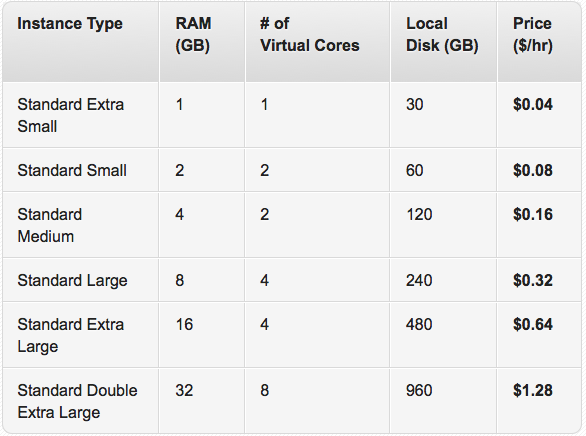 Instance Type RAM (GB) # of Virtual Cores Local Disk (GB) Price ($/hr)
Standard Extra Small 1 1 30 $0.04
Standard Small 2 2 60 $0.08
Standard Medium 4 2 120 $0.16
Standard Large 8 4 240 $0.32
Standard Extra Large 16 4 480 $0.64
Standard Double Extra Large 32 8 960 $1.28